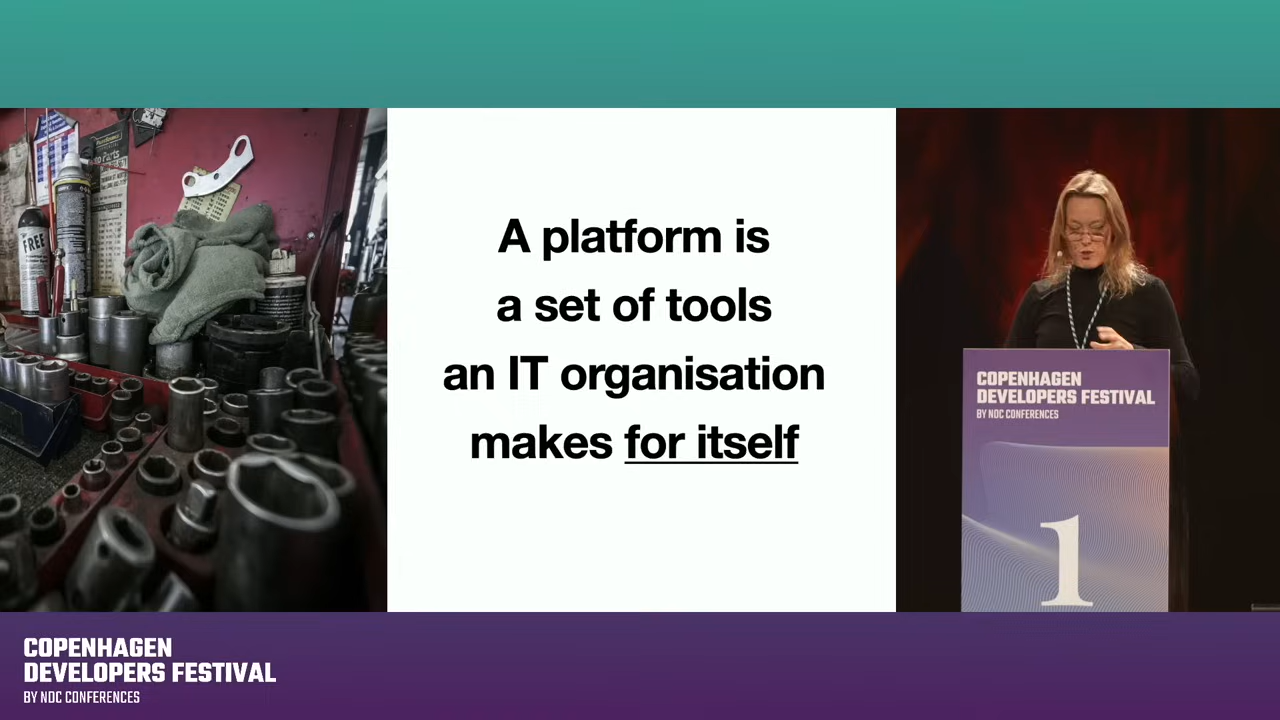 FREE
A platform is
a set of tools
an IT organisation
makes for itself
COPENHAGEN
DEVELOPERS FESTIVAL
BY NDC CONFERENCES
1
COPENHAGEN
DEVELOPERS FESTIVAL
BY NDC CONFERENCES